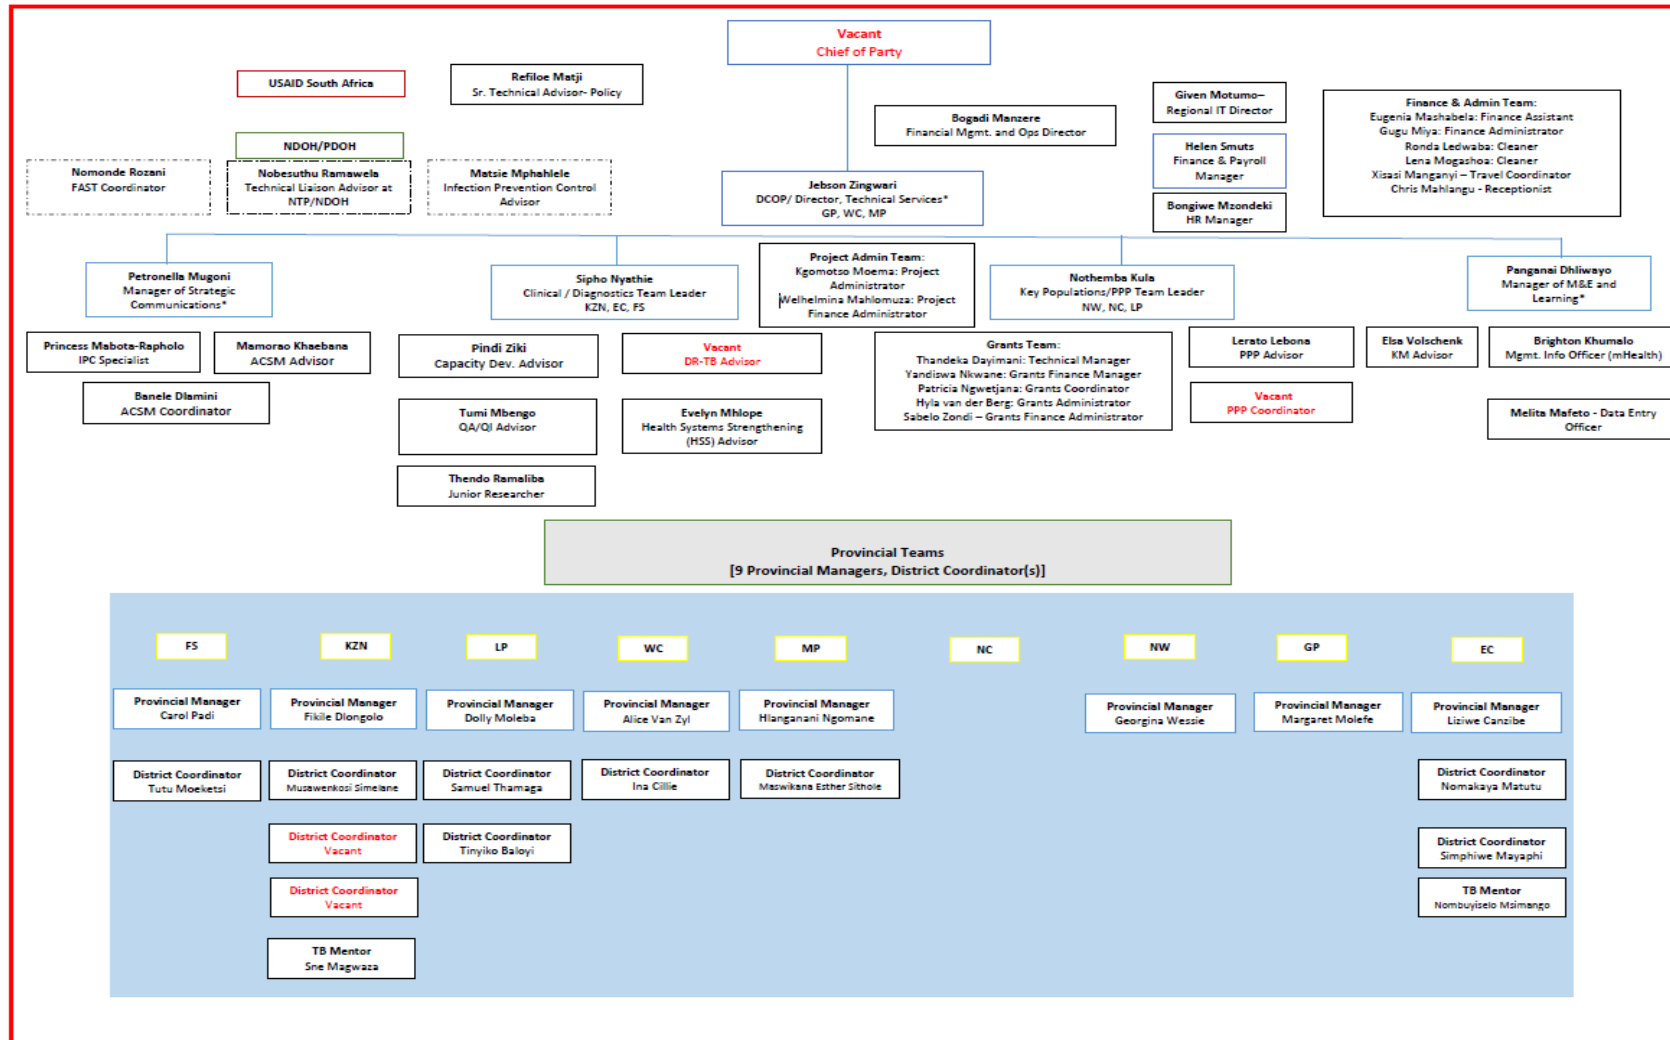 Vacant
Chief of Party
USAID South Africa
Refiloe Matji
Sr. Technical Advisor- Policy
Given Motumo–
Regional IT Director
Finance & Admin Team:
Eugenia Mashabela: Finance Assistant
Gugu Miya: Finance Administrator
Ronda Ledwaba: Cleaner
Lena Mogashoa: Cleaner
Xisasi Manganyi – Travel Coordinator
Chris Mahlangu - Receptionist
Bogadi Manzere
Financial Mgmt. and Ops Director
NDOH/PDOH
Helen Smuts
Finance & Payroll
Manager
Nomonde Rozani
FAST Coordinator
Nobesuthu Ramawela
Technical Liaison Advisor at
NTP/NDOH
Matsie Mphahlele
Infection Prevention Control
Advisor
Jebson Zingwari
DCOP/ Director, Technical Services*
GP, WC, MP
Bongiwe Mzondeki
HR Manager
Petronella Mugoni
Manager of Strategic
Communications*
Sipho Nyathie
Clinical / Diagnostics Team Leader
KZN, EC, FS
Project Admin Team:
Kgomotso Moema: Project
Administrator
Welhelmina Mahlomuza: Project
Finance Administrator
Nothemba Kula
Key Populations/PPP Team Leader
NW, NC, LP
Panganai Dhliwayo
Manager of M&E and
Learning*
Princess Mabota-Rapholo
IPC Specialist
Mamorao Khaebana
ACSM Advisor
Pindi Ziki
Capacity Dev. Advisor
Vacant
DR-TB Advisor
Grants Team:
Thandeka Dayimani: Technical Manager
Yandiswa Nkwane: Grants Finance Manager
Patricia Ngwetjana: Grants Coordinator
Hyla van der Berg: Grants Administrator
Sabelo Zondi – Grants Finance Administrator
Lerato Lebona
PPP Advisor
Elsa Volschenk
KM Advisor
Brighton Khumalo
Mgmt. Info Officer (mHealth)
Banele Dlamini
ACSM Coordinator
Tumi Mbengo
QA/QI Advisor
Evelyn Mhlope
Health Systems Strengthening
(HSS) Advisor
Vacant
PPP Coordinator
Melita Mafeto - Data Entry
Officer
Thendo Ramaliba
Junior Researcher
Provincial Teams
[9 Provincial Managers, District Coordinator(s)]
FS
KZN
LP
WC
MP
NC
NW
GP
EC
Provincial Manager
Carol Padi
Provincial Manager
Fikile Dlongolo
Provincial Manager
Dolly Moleba
Provincial Manager
Alice Van Zyl
Provincial Manager
Hlanganani Ngomane
Provincial Manager
Georgina Wessie
Provincial Manager
Margaret Molefe
Provincial Manager
Liziwe Canzibe
District Coordinator
Tutu Moeketsi
District Coordinator
Musawenkosi Simelane
District Coordinator
Samuel Thamaga
District Coordinator
Ina Cillie
District Coordinator
Maswikana Esther Sithole
District Coordinator
Nomakaya Matutu
District Coordinator
Vacant
District Coordinator
Tinyiko Baloyi
District Coordinator
Simphiwe Mayaphi
District Coordinator
Vacant
TB Mentor
Nombuyiselo Msimango
TB Mentor
Sne Magwaza